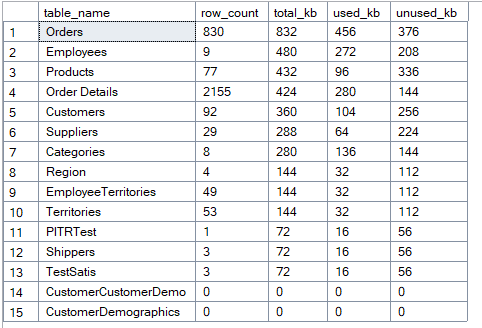 table_name row_count total_kb used_kb unused_kb
1 Orders 830 832 456 376
2 Employees 9 480 272 208
3 Products 77 432 96 336
4 Order Details 2155 424 280 144
5 Customers 92 360 104 256
6 Suppliers 29 288 64 224
7 Categories 8 280 136 144
8 Region 4 144 32 112
9 EmployeeTerritories 49 144 32 112
10 Territories 53 144 32 112
11 PITRTest 1 72 16 56
12 Shippers 3 72 16 56
13 TestSatis 3 72 16 56
14 CustomerCustomerDemo 0 0 0 0
15 CustomerDemographics 0 0 0 0